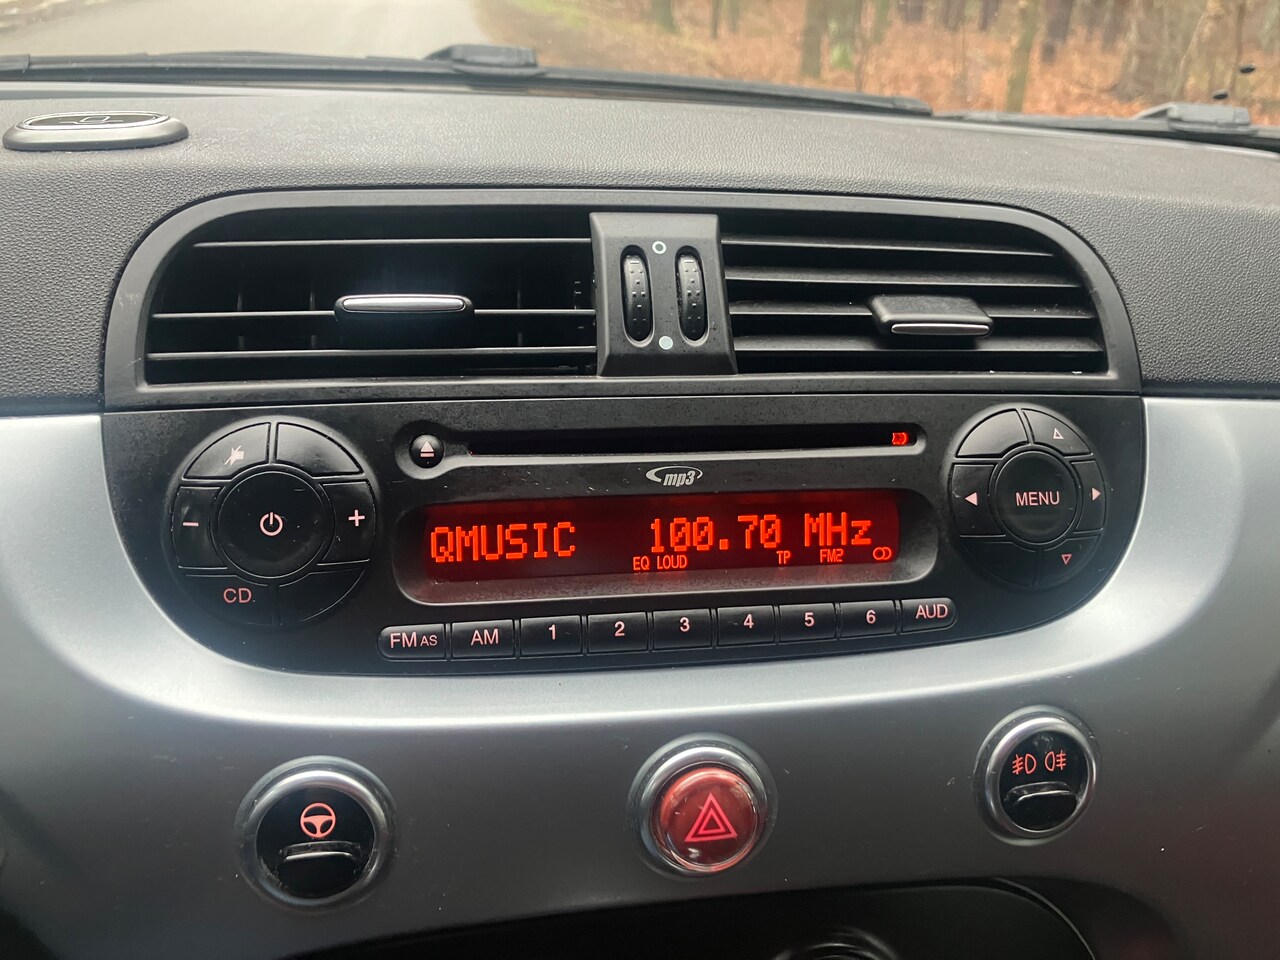 mp3
QMUSIC 100.70 MHz
EQ LOUD TP FM2
MENU
CD
FM AS AM 1 2 3 4 5 6 AUD